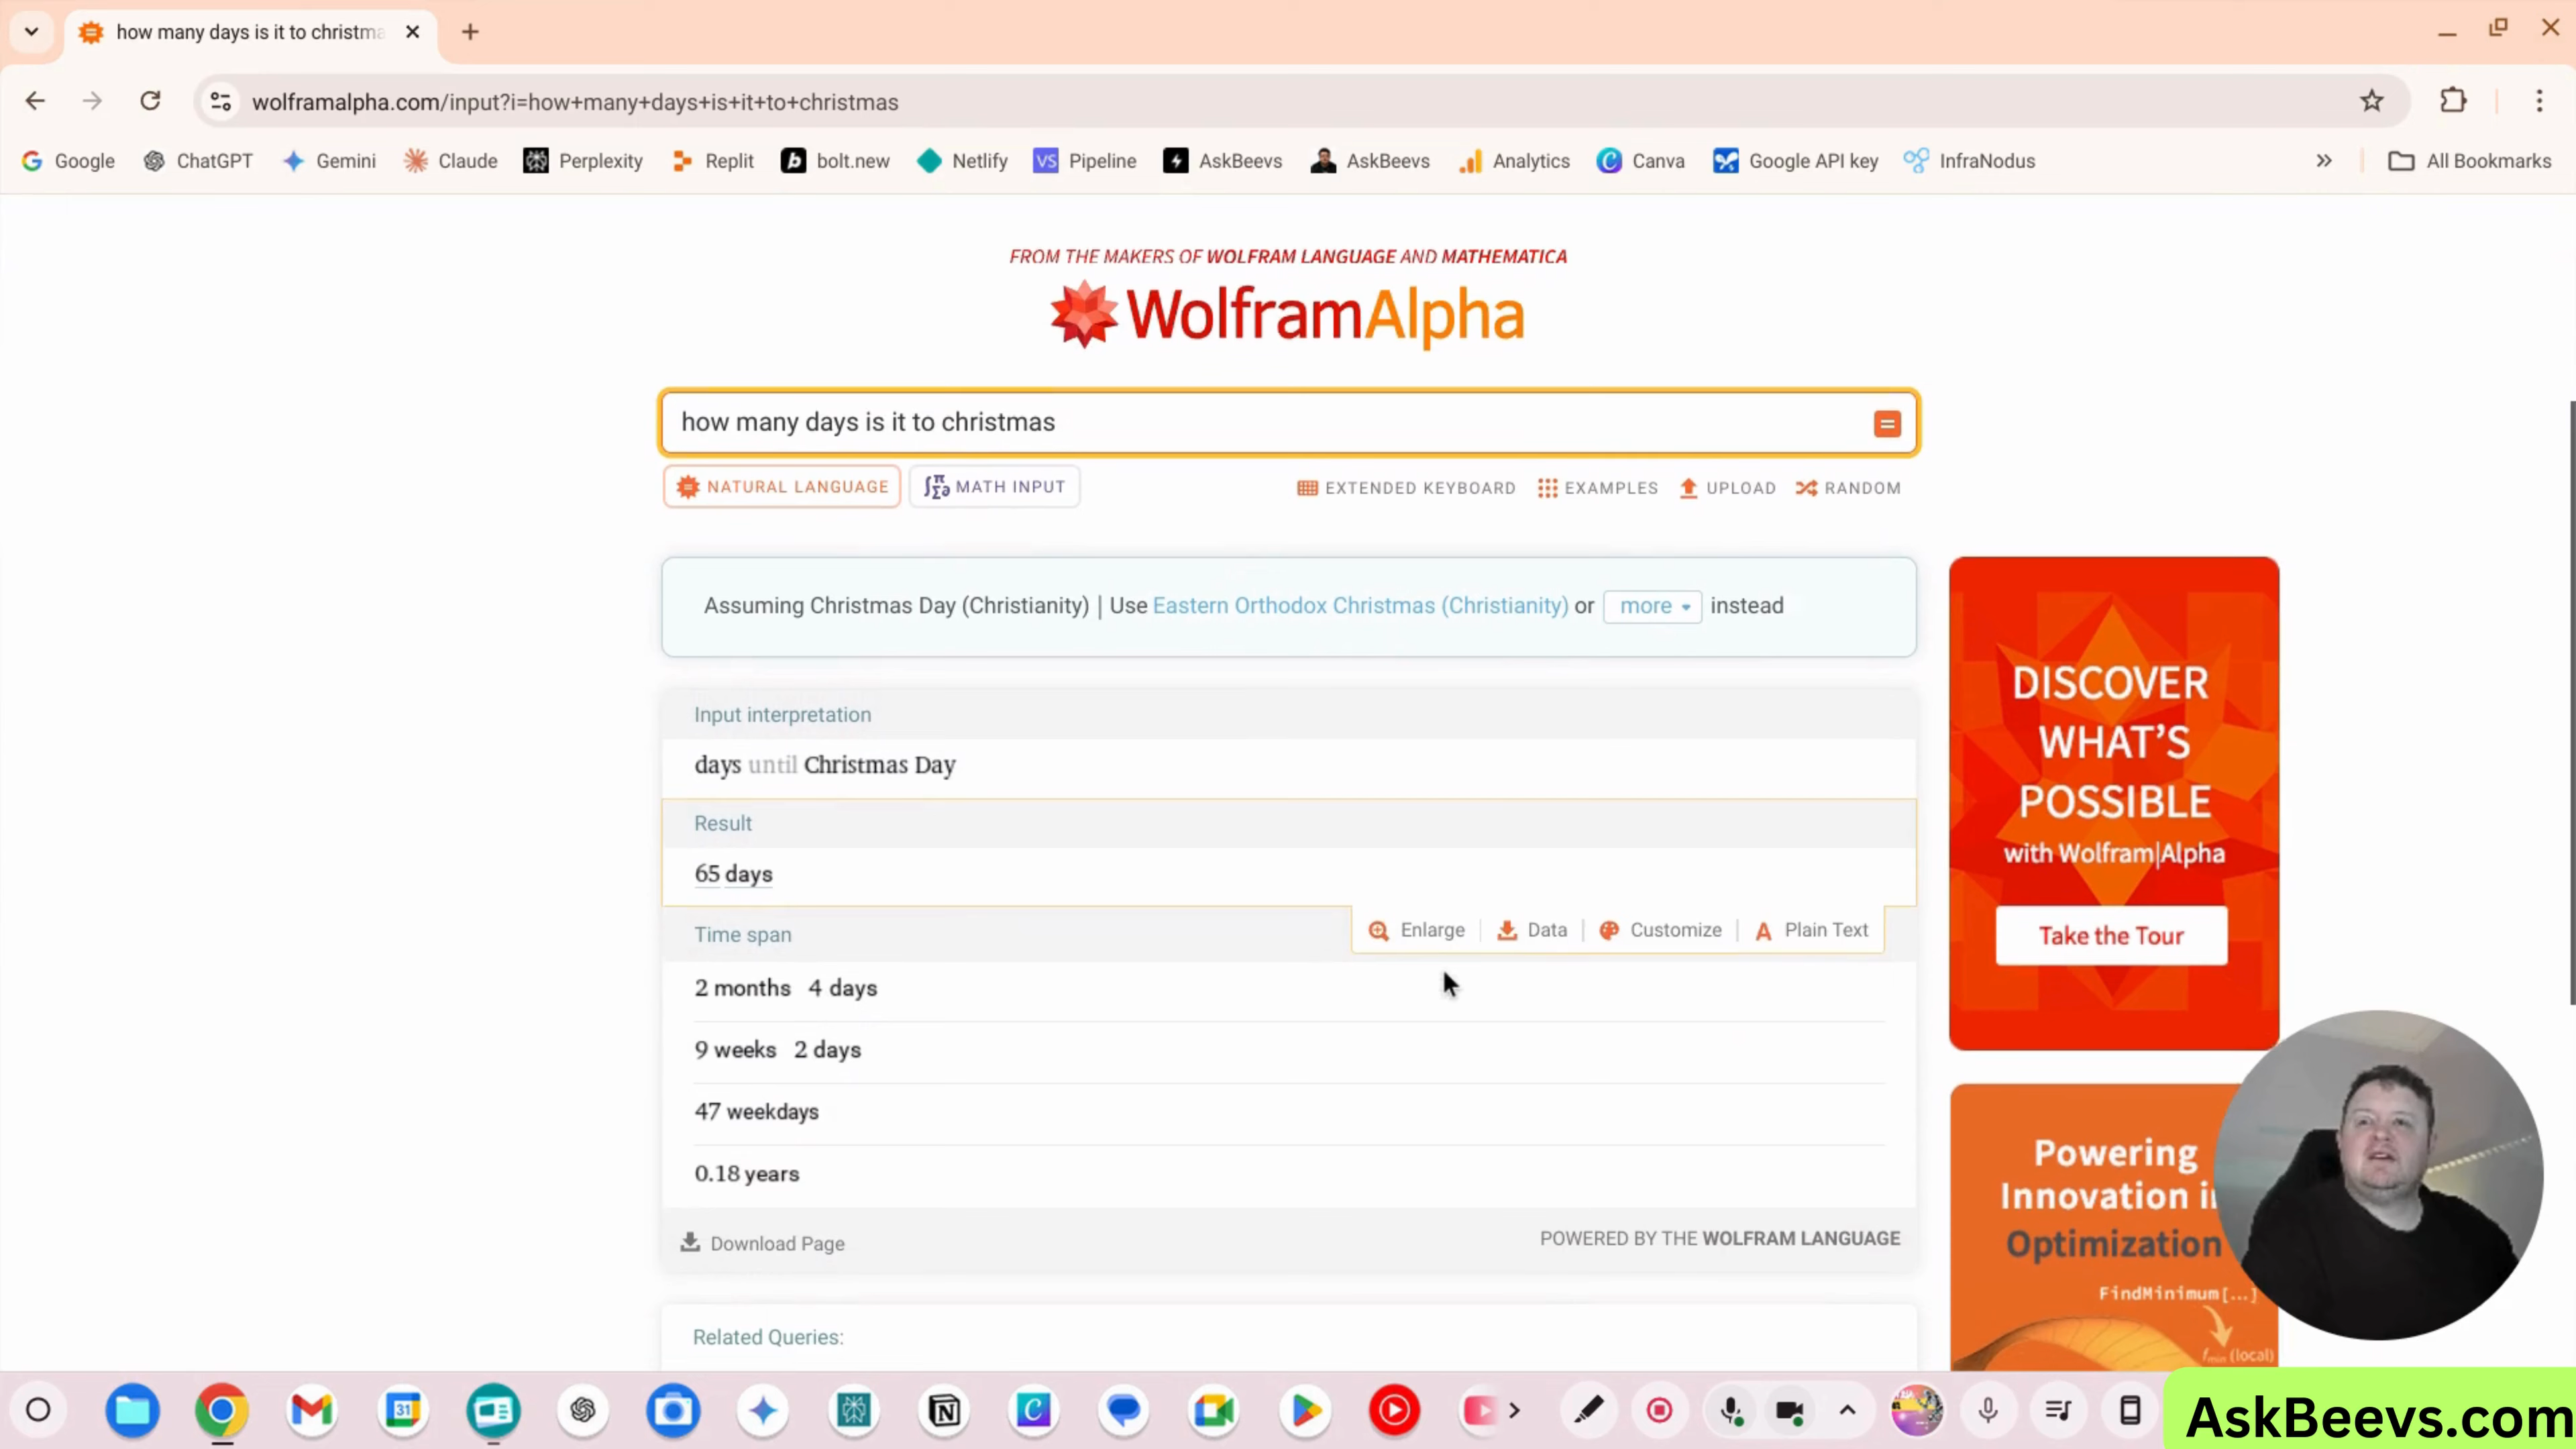 how many days is it to christma
wolframalpha.com/input?i=how+many+days+is+it+to+christmas
Google ChatGPT Gemini Claude Perplexity Replit bolt.new Netlify VS Pipeline AskBeevs AskBeevs Analytics Canva Google API key InfraNodus All Bookmarks
FROM THE MAKERS OF WOLFRAM LANGUAGE AND MATHEMATICA
WolframAlpha
how many days is it to christmas
NATURAL LANGUAGE MATH INPUT EXTENDED KEYBOARD EXAMPLES UPLOAD RANDOM
Assuming Christmas Day (Christianity) | Use Eastern Orthodox Christmas (Christianity) or more instead
Input interpretation
days until Christmas Day
Result
65 days
Enlarge Data Customize Plain Text
Time span
2 months 4 days
9 weeks 2 days
47 weekdays
0.18 years
Download Page POWERED BY THE WOLFRAM LANGUAGE
Related Queries:
DISCOVER
WHAT'S
POSSIBLE
with Wolfram|Alpha
Take the Tour
Powering
Innovation in
Optimization
FindMinimum[...]
fmin (local)
31
AskBeevs.com